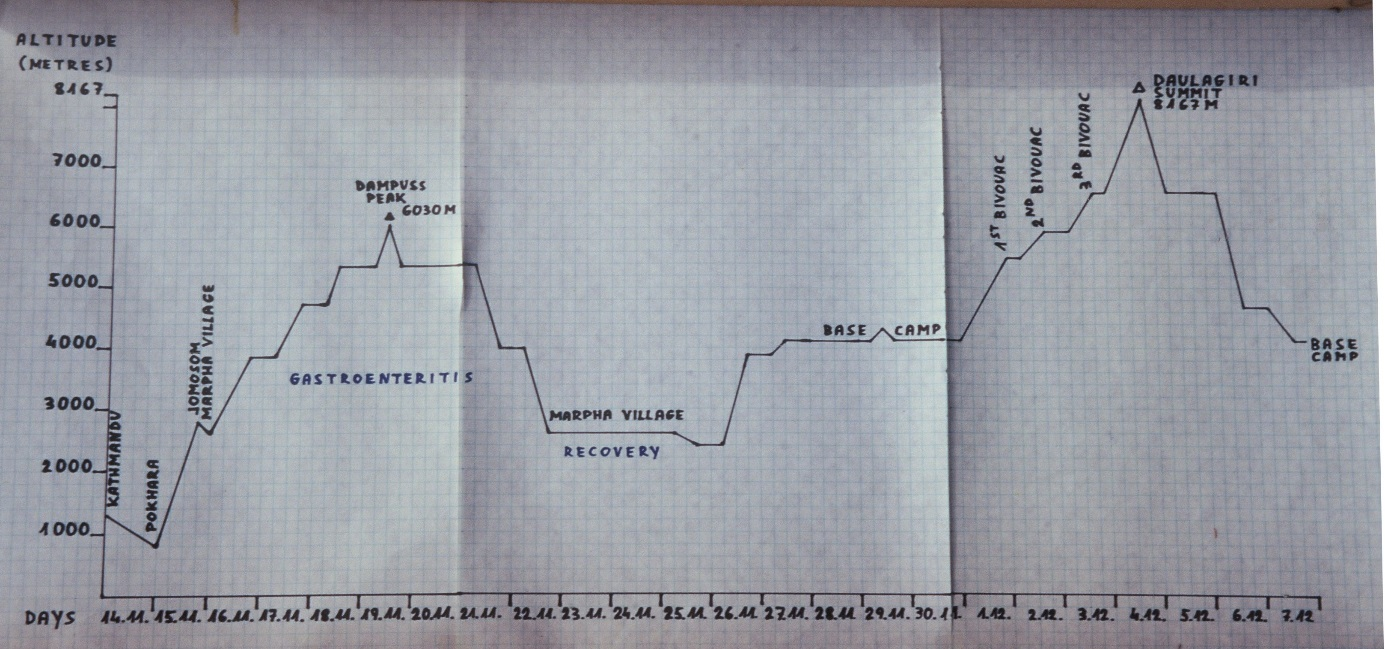 ALTITUDE
(METRES)
8167
7000
6000
5000
4000
3000
2000
1000
KATHMANDU
POKHARA
JOMOSOM
MARPHA VILLAGE
GASTROENTERITIS
DAMPUSS
PEAK
6030M
MARPHA VILLAGE
RECOVERY
BASE CAMP
1ST BIVOUAC
2ND BIVOUAC
3RD BIVOUAC
DAULAGIRI
SUMMIT
8167M
BASE
CAMP
DAYS 14.11. 15.11. 16.11. 17.11. 18.11. 19.11. 20.11. 21.11. 22.11. 23.11. 24.11. 25.11. 26.11. 27.11. 28.11 29.11. 30.11. 1.12. 2.12. 3.12. 4.12. 5.12. 6.12. 7.12